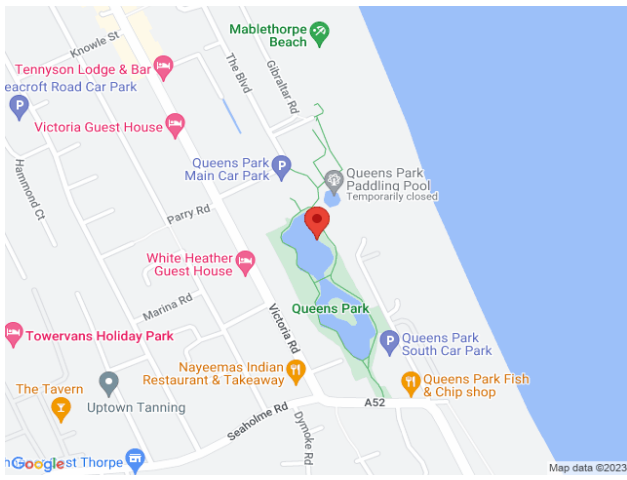 Mablethorpe
Beach
Knowle St
Tennyson Lodge & Bar
The Blvd
Gibraltar Rd
eacroft Road Car Park
P
Victoria Guest House
Queens Park
Main Car Park
P
Queens Park
Paddling Pool
Temporarily closed
Hammond Ct
Parry Rd
White Heather
Guest House
Marina Rd
Queens Park
Victoria Rd
Towervans Holiday Park
P
Queens Park
South Car Park
Nayeemas Indian
Restaurant & Takeaway
Queens Park Fish
& Chip shop
The Tavern
Uptown Tanning
A52
Seaholme Rd
Dymoke Rd
Google
st Thorpe
Map data ©2023